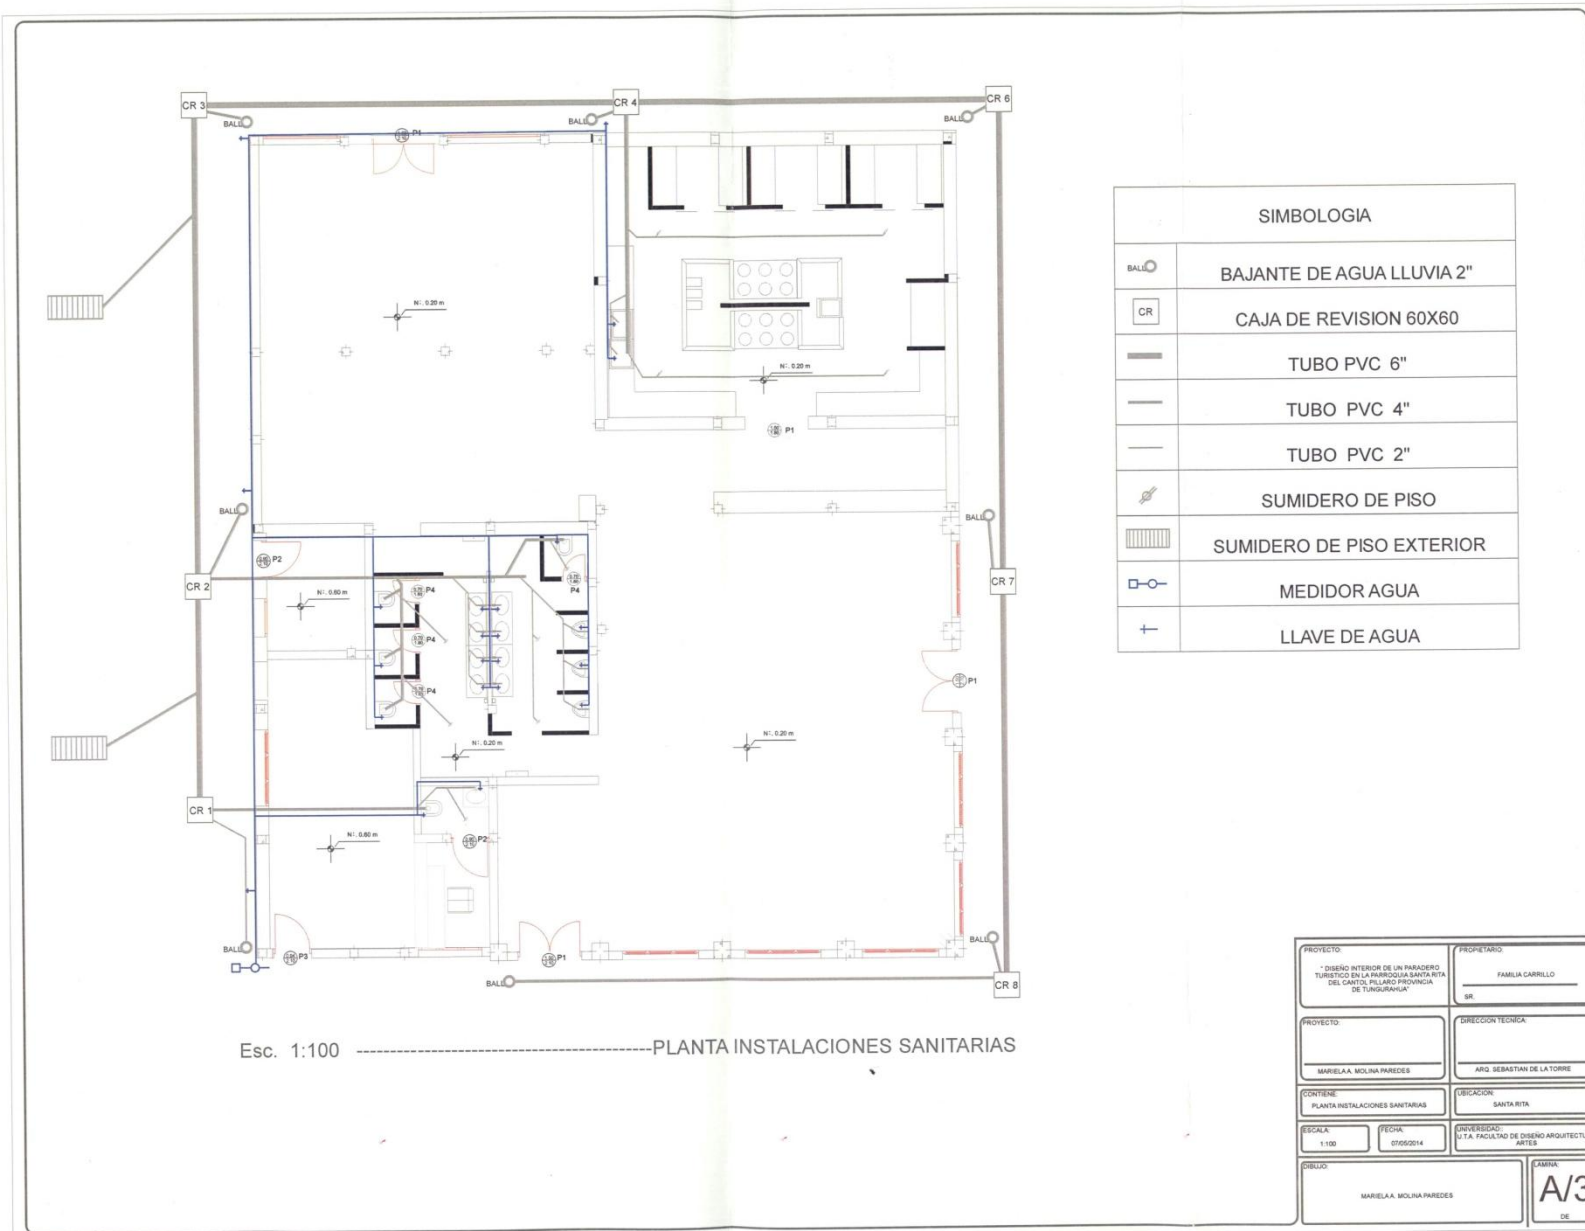 CR 3
CR 4
CR 6
BALL
BALL
BALL
P1
N+. 0.20 m
N+. 0.20 m
P1
BALL
BALL
CR 2
P2
P4
P4
CR 7
N+. 0.60 m
P4
P4
P1
N+. 0.20 m
N+. 0.20 m
CR 1
N+. 0.60 m
P2
BALL
BALL
P3
P1
BALL
CR 8
Esc. 1:100 PLANTA INSTALACIONES SANITARIAS
SIMBOLOGIA
BALL BAJANTE DE AGUA LLUVIA 2"
CR CAJA DE REVISION 60X60
TUBO PVC 6"
TUBO PVC 4"
TUBO PVC 2"
SUMIDERO DE PISO
SUMIDERO DE PISO EXTERIOR
MEDIDOR AGUA
LLAVE DE AGUA
PROYECTO:
" DISEÑO INTERIOR DE UN PARADERO
TURISTICO EN LA PARROQUIA SANTA RITA
DEL CANTOL PILLARO PROVINCIA
DE TUNGURAHUA"
PROPIETARIO:
FAMILIA CARRILLO
SR.
PROYECTO:
MARIELA A. MOLINA PAREDES
DIRECCION TECNICA:
ARQ. SEBASTIAN DE LA TORRE
CONTIENE:
PLANTA INSTALACIONES SANITARIAS
UBICACION:
SANTA RITA
ESCALA:
1:100
FECHA:
07/05/2014
UNIVERSIDAD:
U.T.A. FACULTAD DE DISEÑO ARQUITECTU
ARTES
DIBUJO:
MARIELA A. MOLINA PAREDES
LAMINA:
A/3
DE